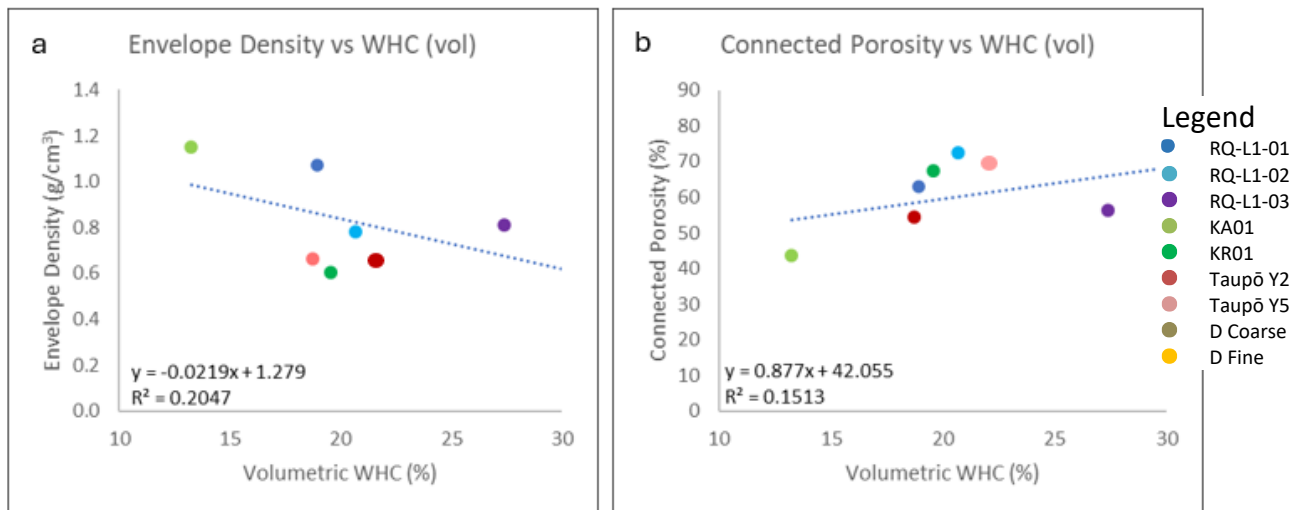 a
Envelope Density vs WHC (vol)
Envelope Density (g/cm³)
1.4
1.2
1.0
0.8
0.6
0.4
0.2
0.0
y = -0.0219x + 1.279
R² = 0.2047
10 15 20 25 30
Volumetric WHC (%)
b
Connected Porosity vs WHC (vol)
Connected Porosity (%)
90
80
70
60
50
40
30
20
10
0
y = 0.877x + 42.055
R² = 0.1513
10 15 20 25 30
Volumetric WHC (%)
Legend
RQ-L1-01
RQ-L1-02
RQ-L1-03
KA01
KR01
Taupō Y2
Taupō Y5
D Coarse
D Fine